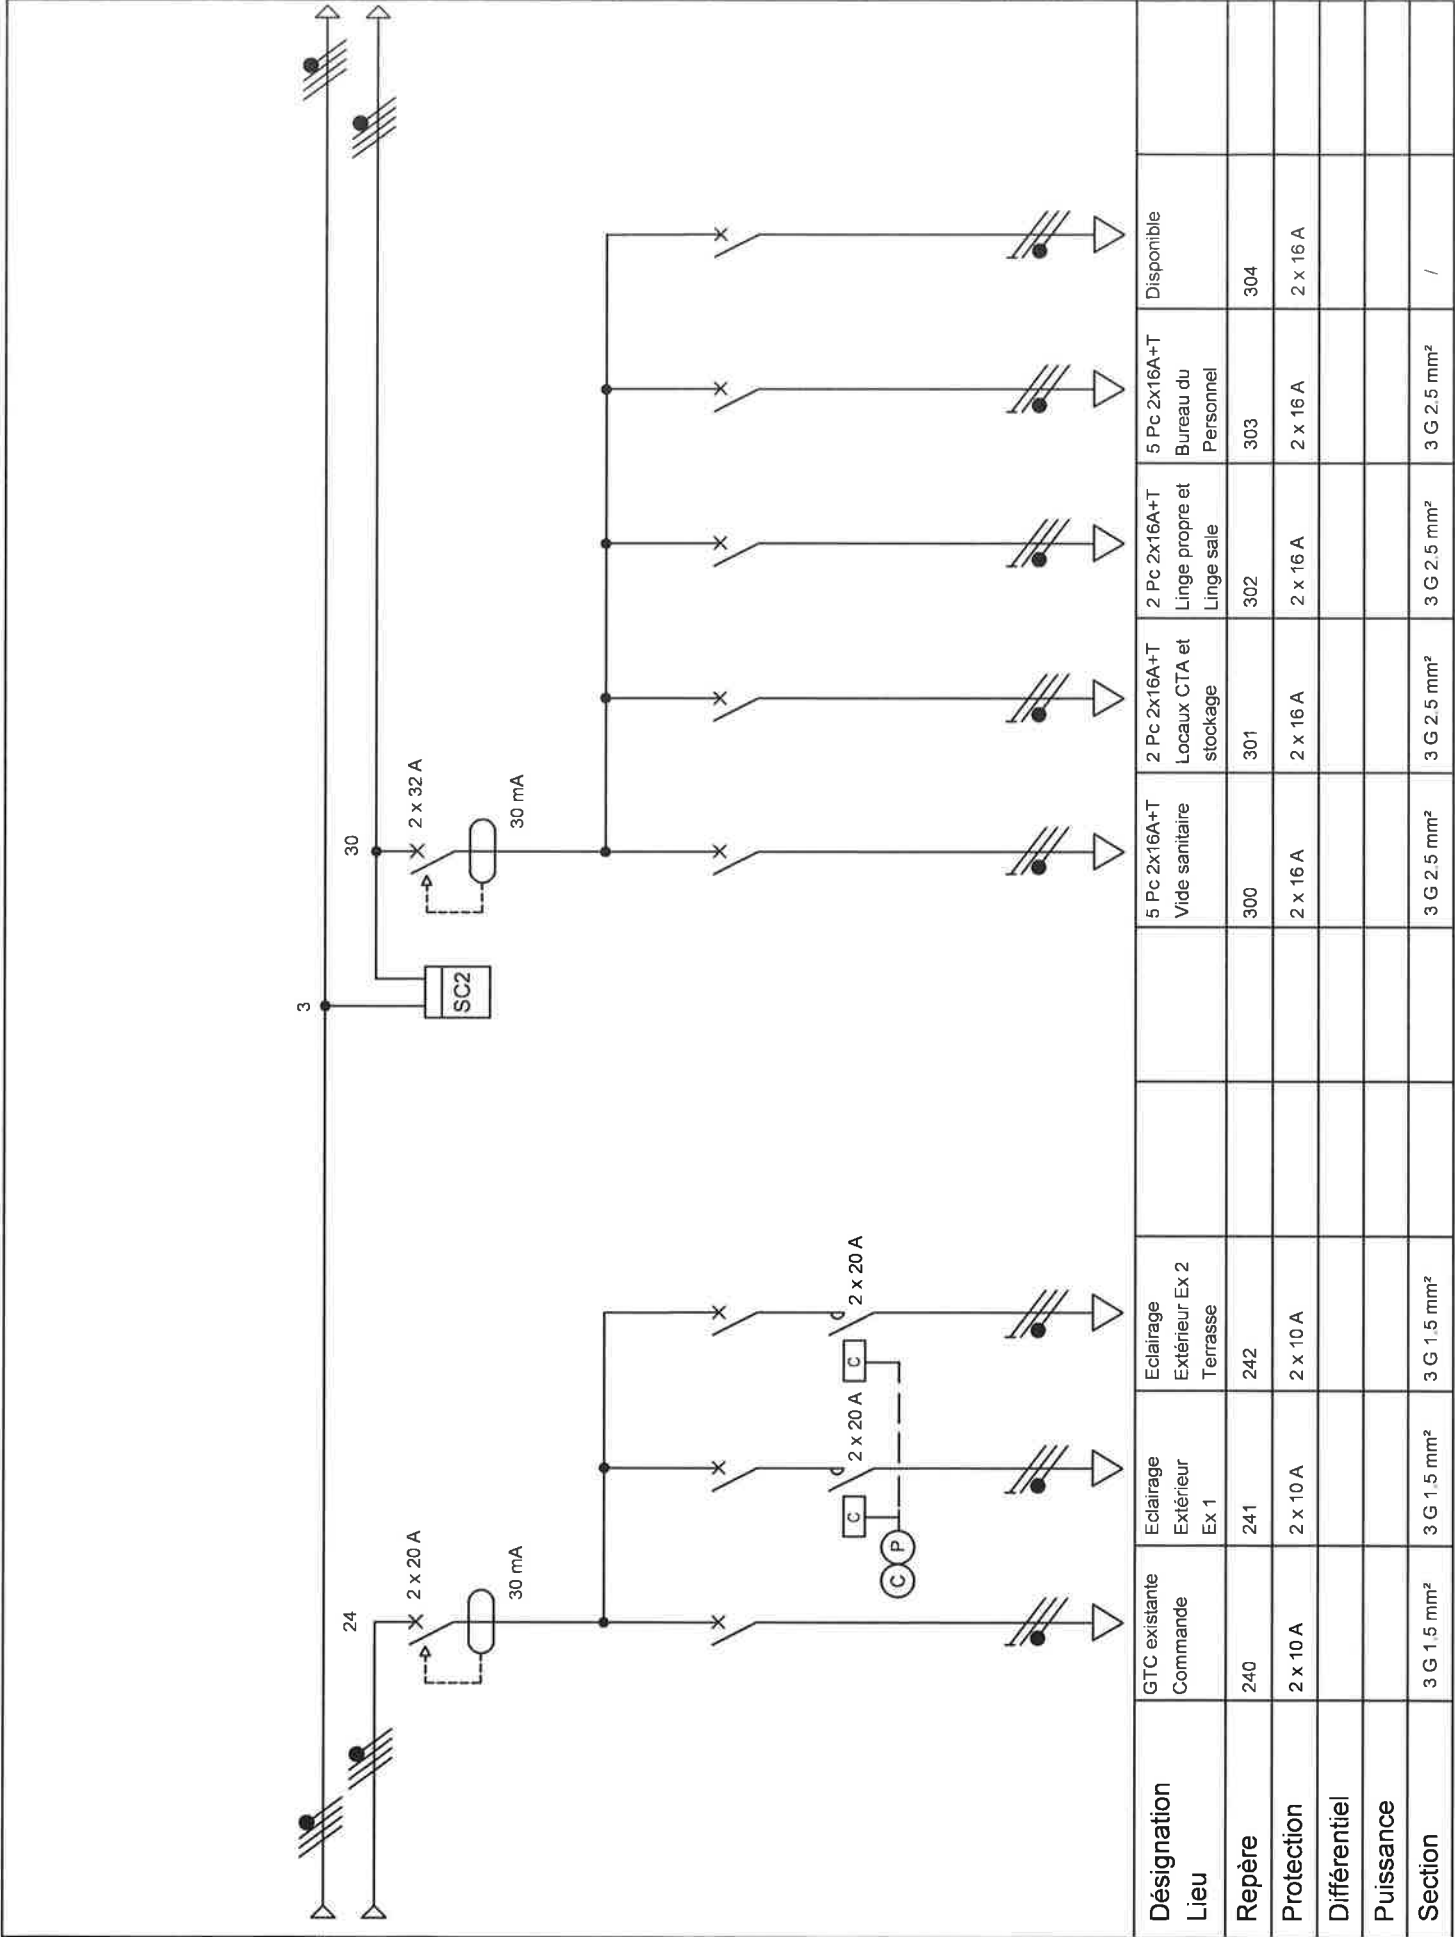 3
24
30
2 x 20 A
30 mA
SC2
2 x 32 A
30 mA
C
2 x 20 A
C
2 x 20 A
C
P
Désignation
Lieu
GTC existante
Commande
Eclairage
Extérieur
Ex 1
Eclairage
Extérieur Ex 2
Terrasse
5 Pc 2x16A+T
Vide sanitaire
2 Pc 2x16A+T
Locaux CTA et
stockage
2 Pc 2x16A+T
Linge propre et
Linge sale
5 Pc 2x16A+T
Bureau du
Personnel
Disponible
Repère 240 241 242 300 301 302 303 304
Protection 2 x 10 A 2 x 10 A 2 x 10 A 2 x 16 A 2 x 16 A 2 x 16 A 2 x 16 A 2 x 16 A
Différentiel
Puissance
Section 3 G 1.5 mm² 3 G 1.5 mm² 3 G 1.5 mm² 3 G 2.5 mm² 3 G 2.5 mm² 3 G 2.5 mm² 3 G 2.5 mm² /